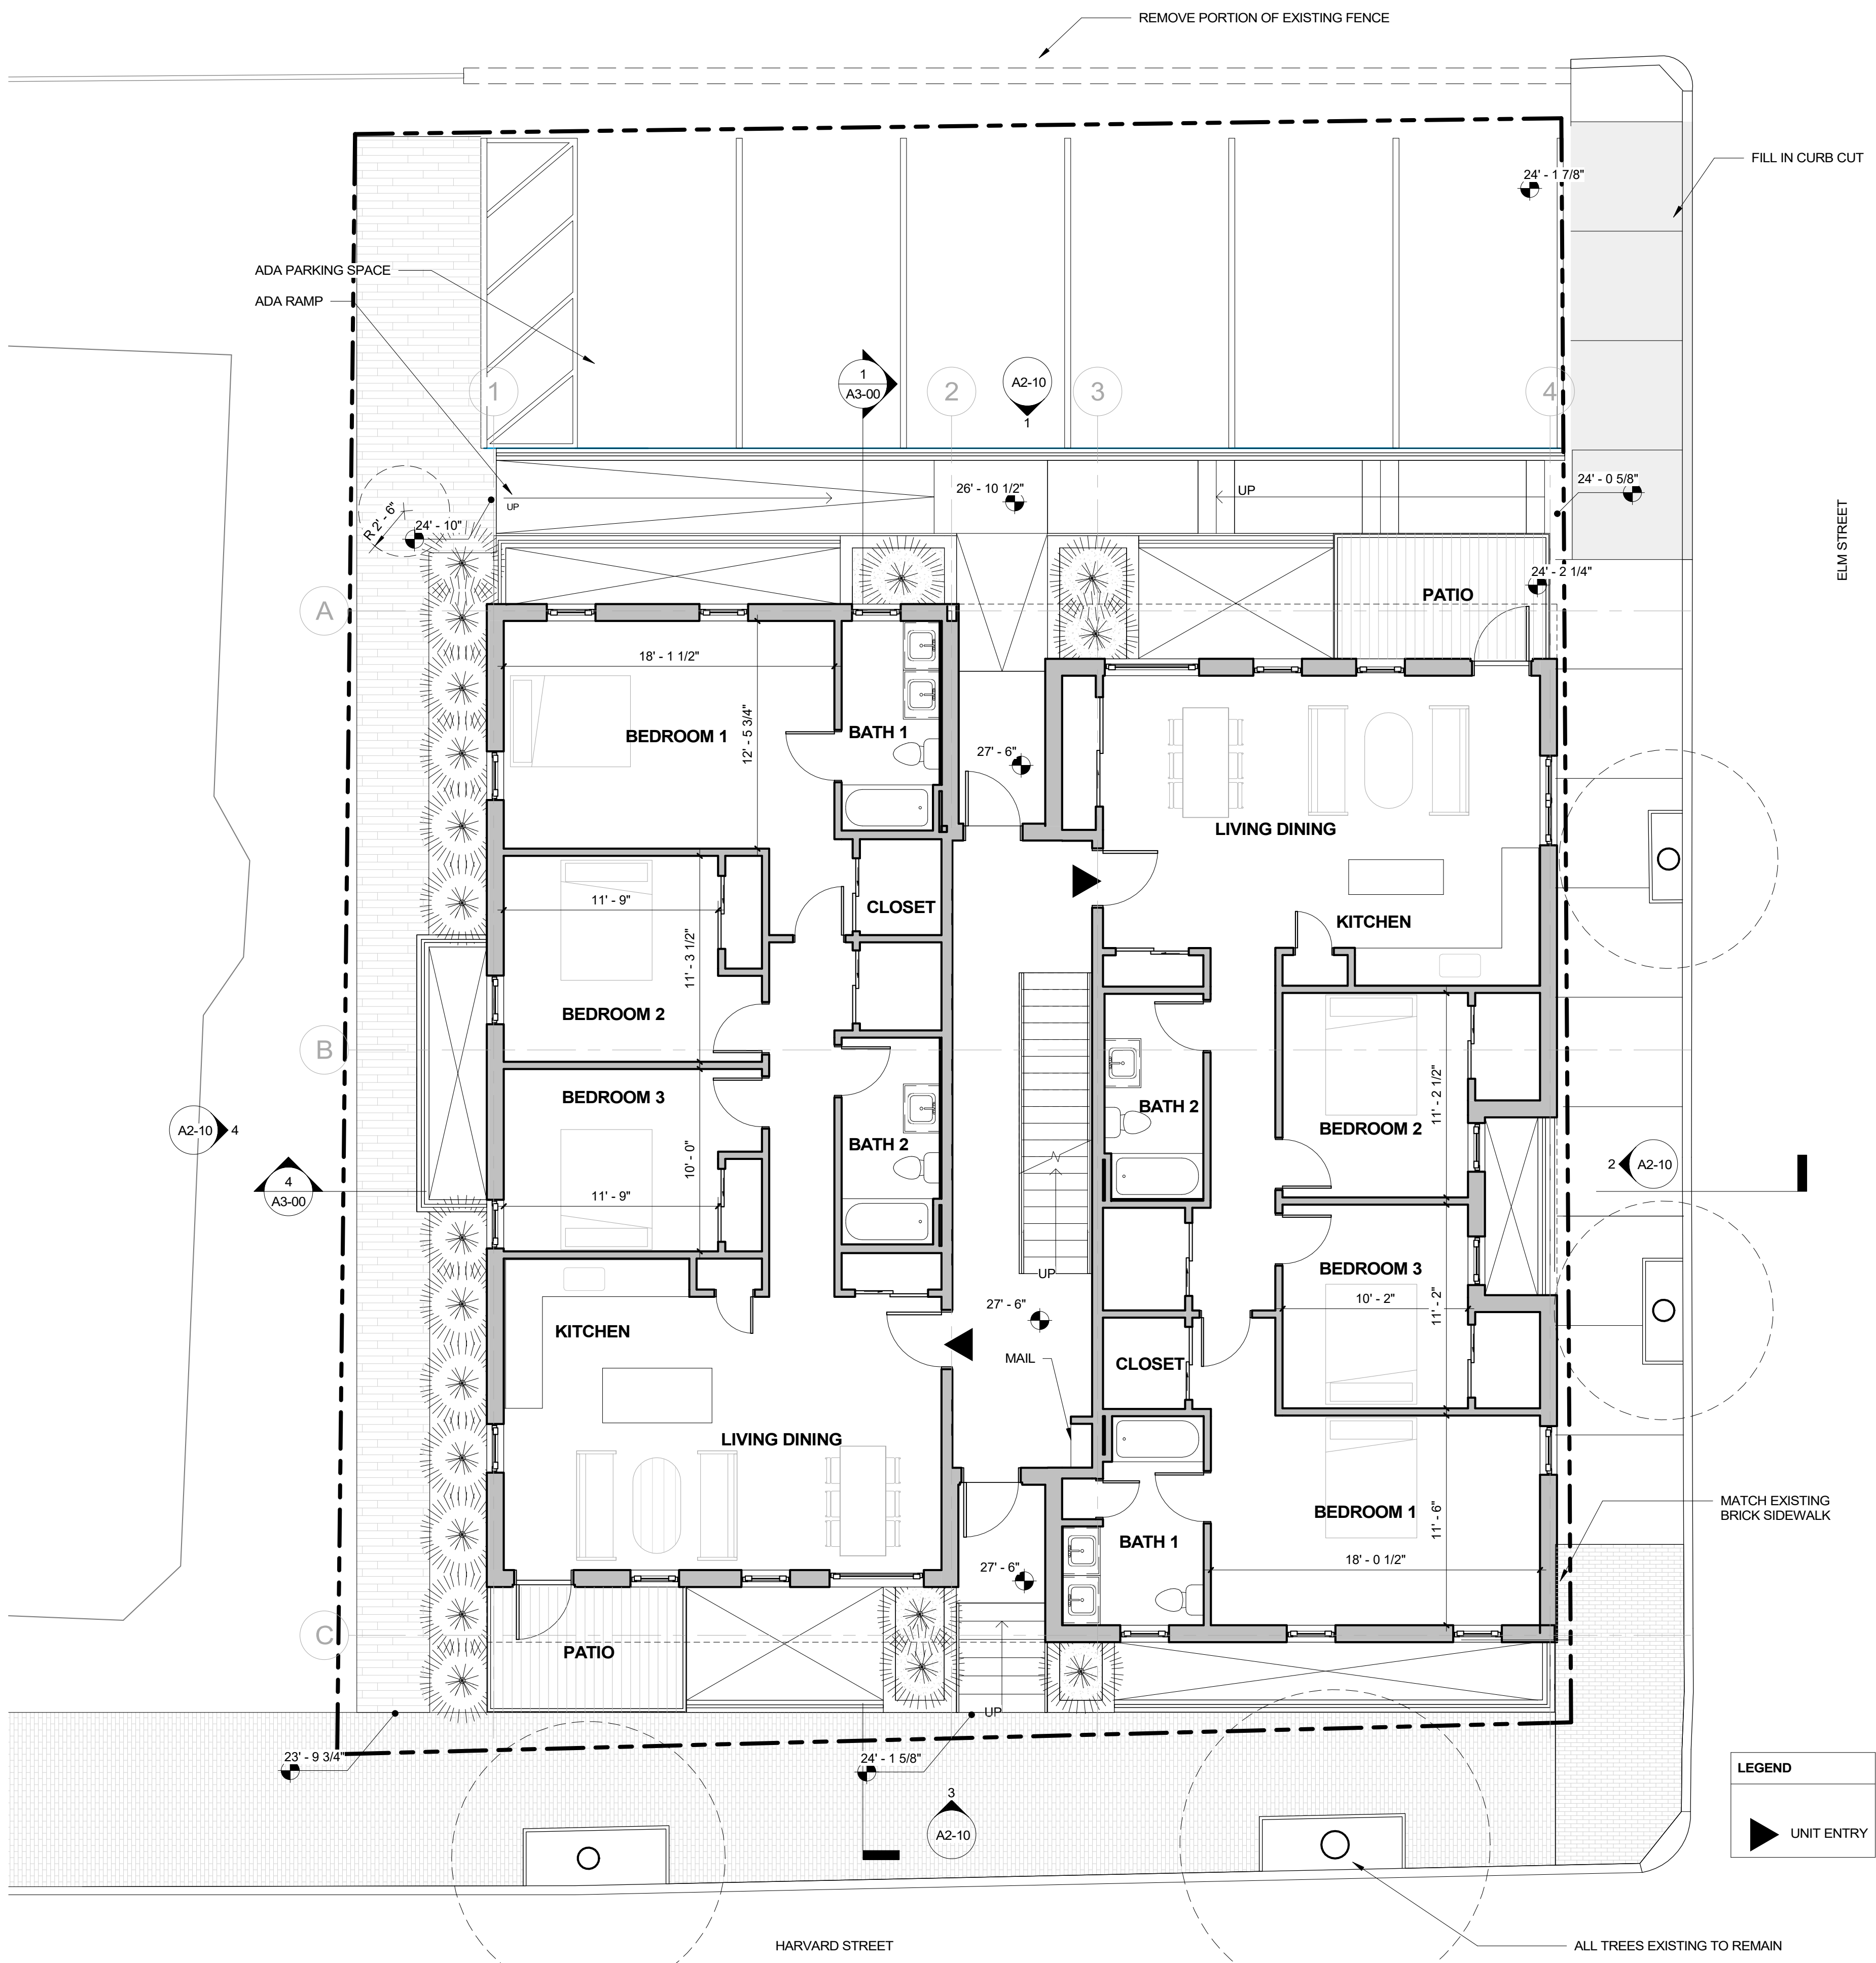 REMOVE PORTION OF EXISTING FENCE
FILL IN CURB CUT
24' - 1 7/8"
ADA PARKING SPACE
ADA RAMP
1
A3-00
A2-10
1
1
2
3
4
UP
26' - 10 1/2"
UP
24' - 0 5/8"
R 2' - 6"
24' - 10"
ELM STREET
24' - 2 1/4"
PATIO
A
18' - 1 1/2"
BEDROOM 1
12' - 5 3/4"
BATH 1
27' - 6"
LIVING DINING
11' - 9"
CLOSET
KITCHEN
11' - 3 1/2"
BEDROOM 2
B
BEDROOM 3
11' - 2 1/2"
BATH 2
BEDROOM 2
A2-10
4
BATH 2
10' - 0"
2
A2-10
4
A3-00
11' - 9"
UP
BEDROOM 3
10' - 2"
11' - 2"
27' - 6"
KITCHEN
MAIL
CLOSET
LIVING DINING
BEDROOM 1
11' - 6"
MATCH EXISTING
BRICK SIDEWALK
BATH 1
18' - 0 1/2"
27' - 6"
C
PATIO
UP
23' - 9 3/4"
24' - 1 5/8"
LEGEND
3
A2-10
UNIT ENTRY
HARVARD STREET
ALL TREES EXISTING TO REMAIN